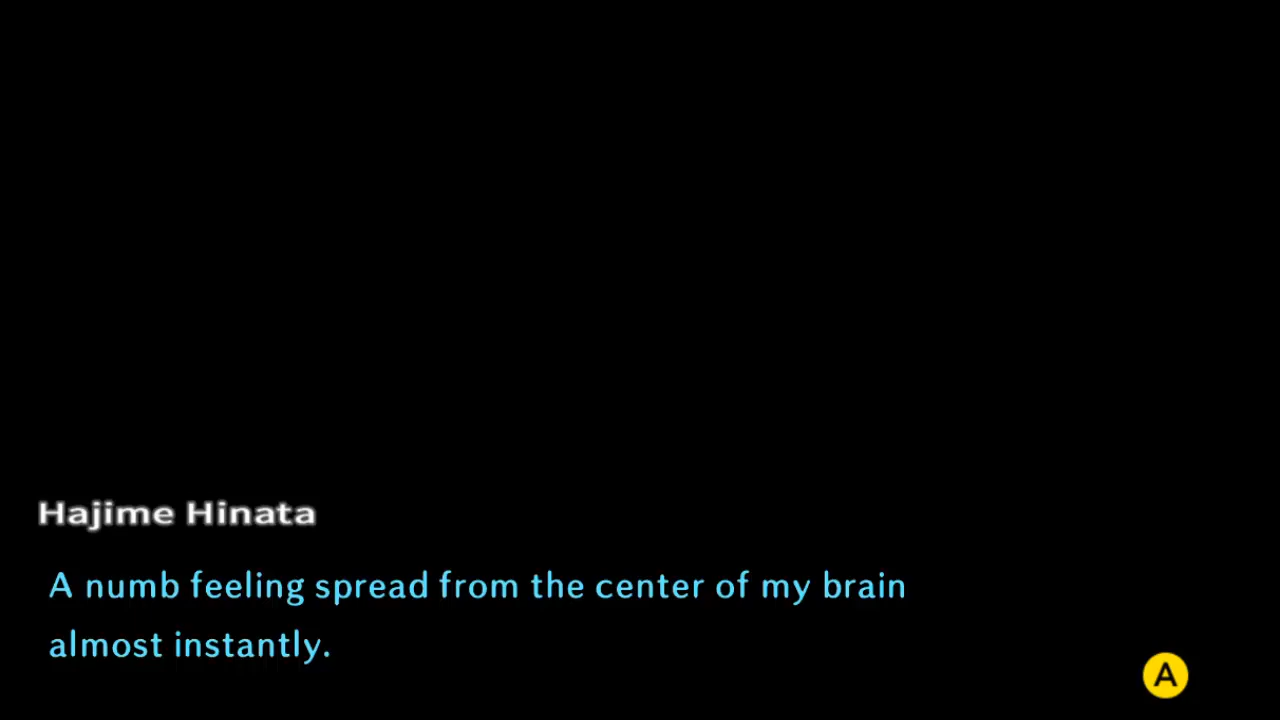 Hajime Hinata
A numb feeling spread from the center of my brain
almost instantly.
A